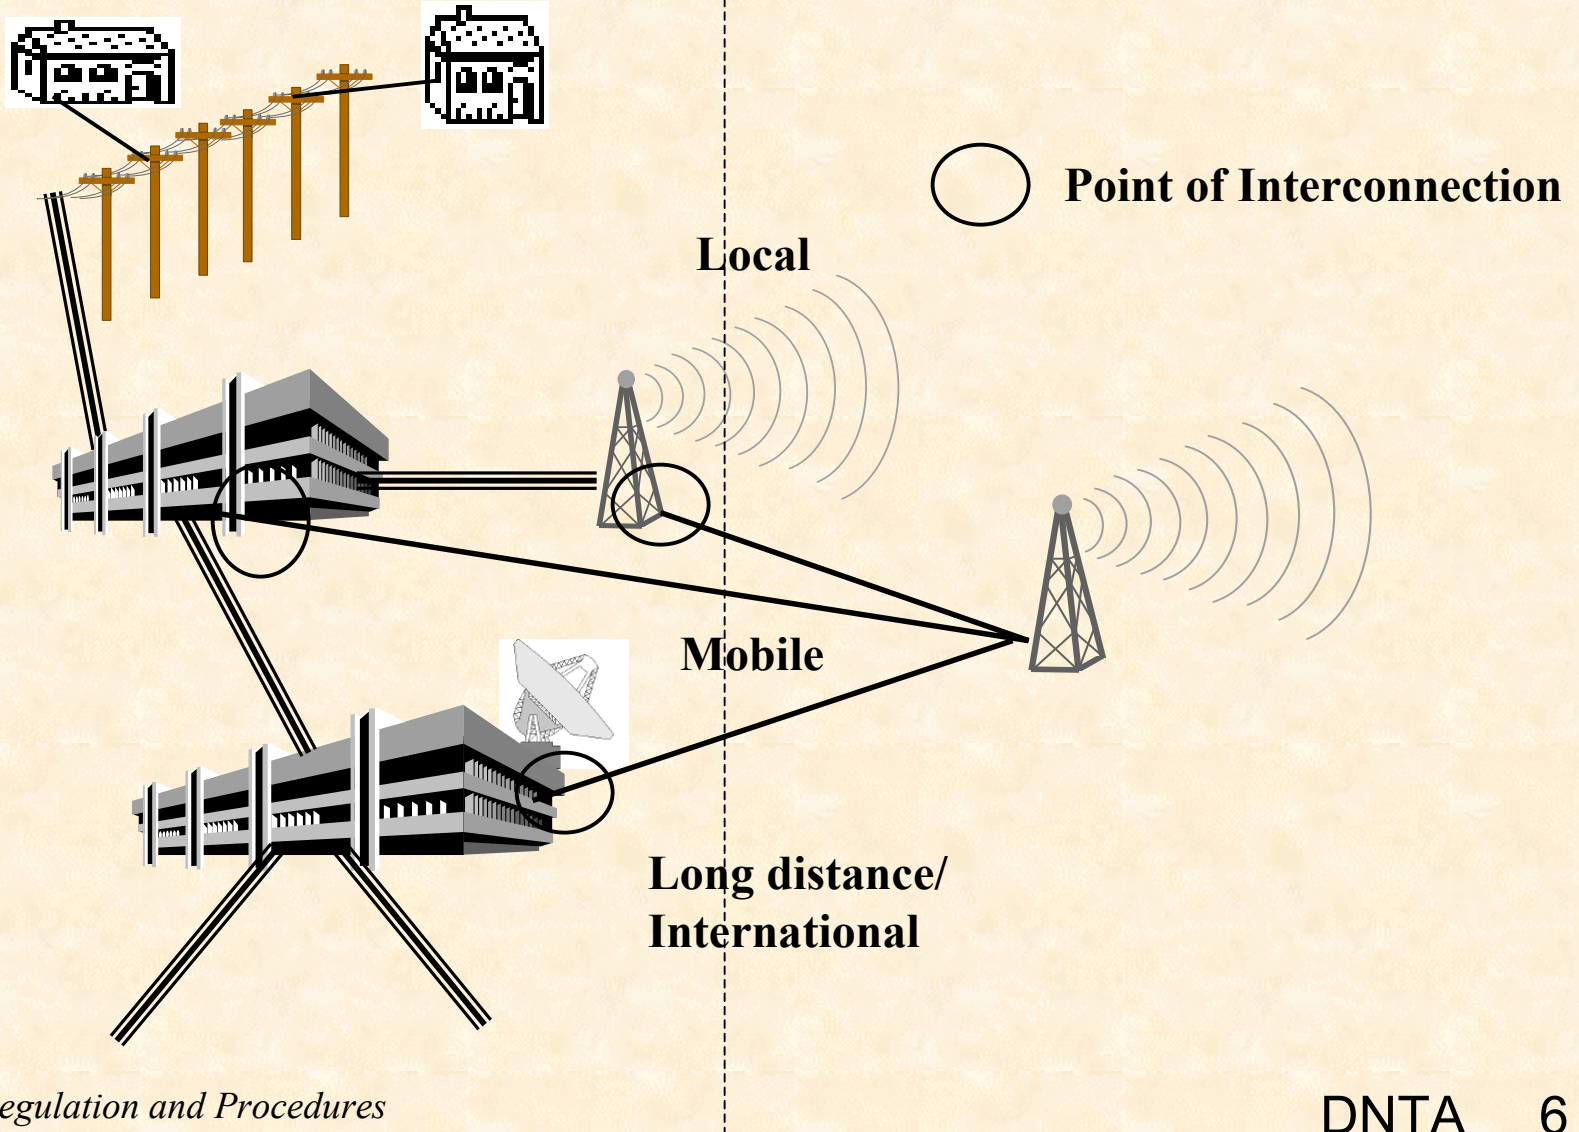 Point of Interconnection
Local
Mobile
Long distance/
International
egulation and Procedures
DNTA 6